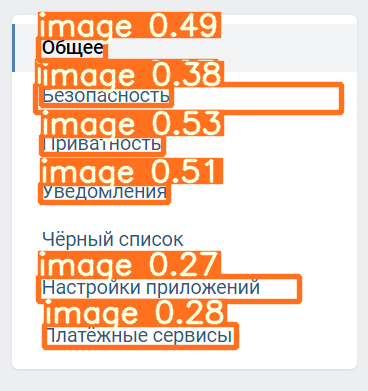 image 0.49
Общее
image 0.38
Безопасность
image 0.53
Приватность
image 0.51
Уведомления
Чёрный список
image 0.27
Настройки приложений
image 0.28
Платёжные сервисы